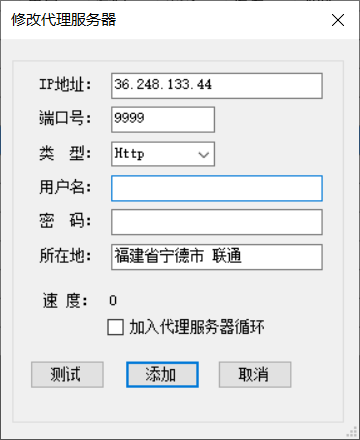 修改代理服务器
IP地址： 36.248.133.44
端口号： 9999
类 型： Http
用户名：
密 码：
所在地： 福建省宁德市 联通
速 度： 0
加入代理服务器循环
测试 添加 取消